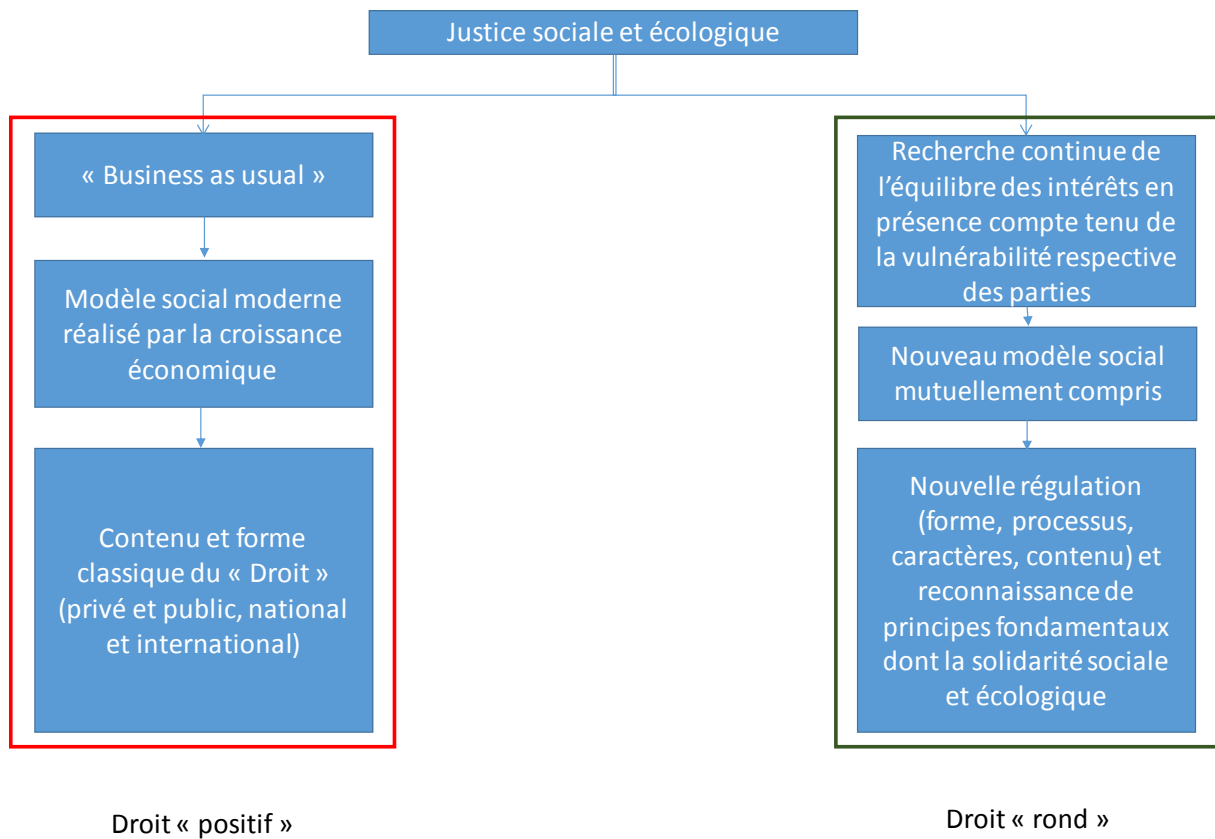 Justice sociale et écologique
« Business as usual »
Modèle social moderne
réalisé par la croissance
économique
Contenu et forme
classique du « Droit »
(privé et public, national
et international)
Droit « positif »
Recherche continue de
l’équilibre des intérêts en
présence compte tenu de
la vulnérabilité respective
des parties
Nouveau modèle social
mutuellement compris
Nouvelle régulation
(forme, processus,
caractères, contenu) et
reconnaissance de
principes fondamentaux
dont la solidarité sociale
et écologique
Droit « rond »